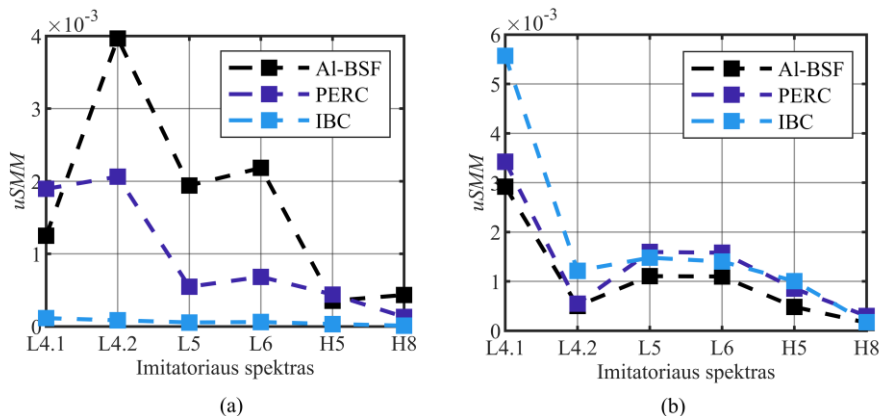 ×10⁻³
4
3
2
1
0
uSMM
Al-BSF
PERC
IBC
L4.1 L4.2 L5 L6 H5 H8
Imitatoriaus spektras
(a)
×10⁻³
6
5
4
3
2
1
0
uSMM
Al-BSF
PERC
IBC
L4.1 L4.2 L5 L6 H5 H8
Imitatoriaus spektras
(b)